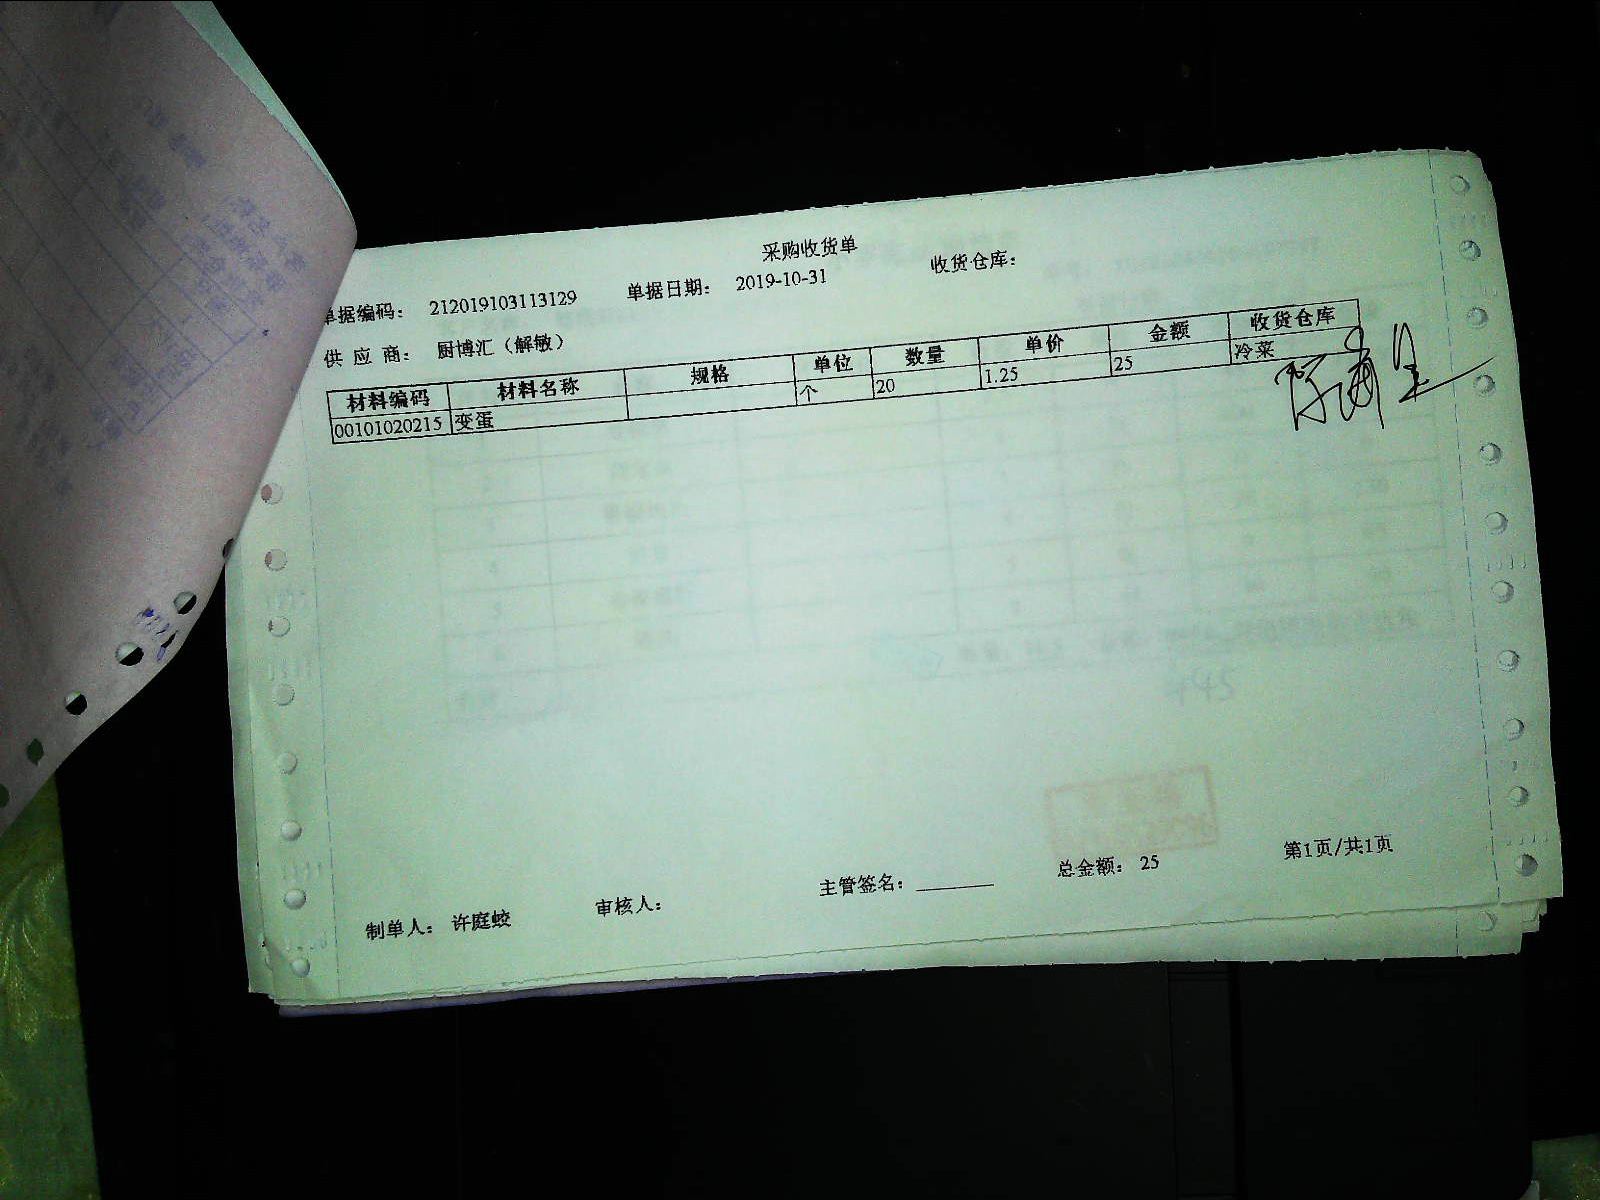 采购收货单
单据编码： 212019103113129 单据日期： 2019-10-31 收货仓库：
供 应 商： 厨博汇（解敏）
材料编码 材料名称 规格 单位 数量 单价 金额 收货仓库
00101020215 变蛋 个 20 1.25 25 冷菜
制单人： 许庭蛟 审核人： 主管签名： 总金额： 25 第1页/共1页